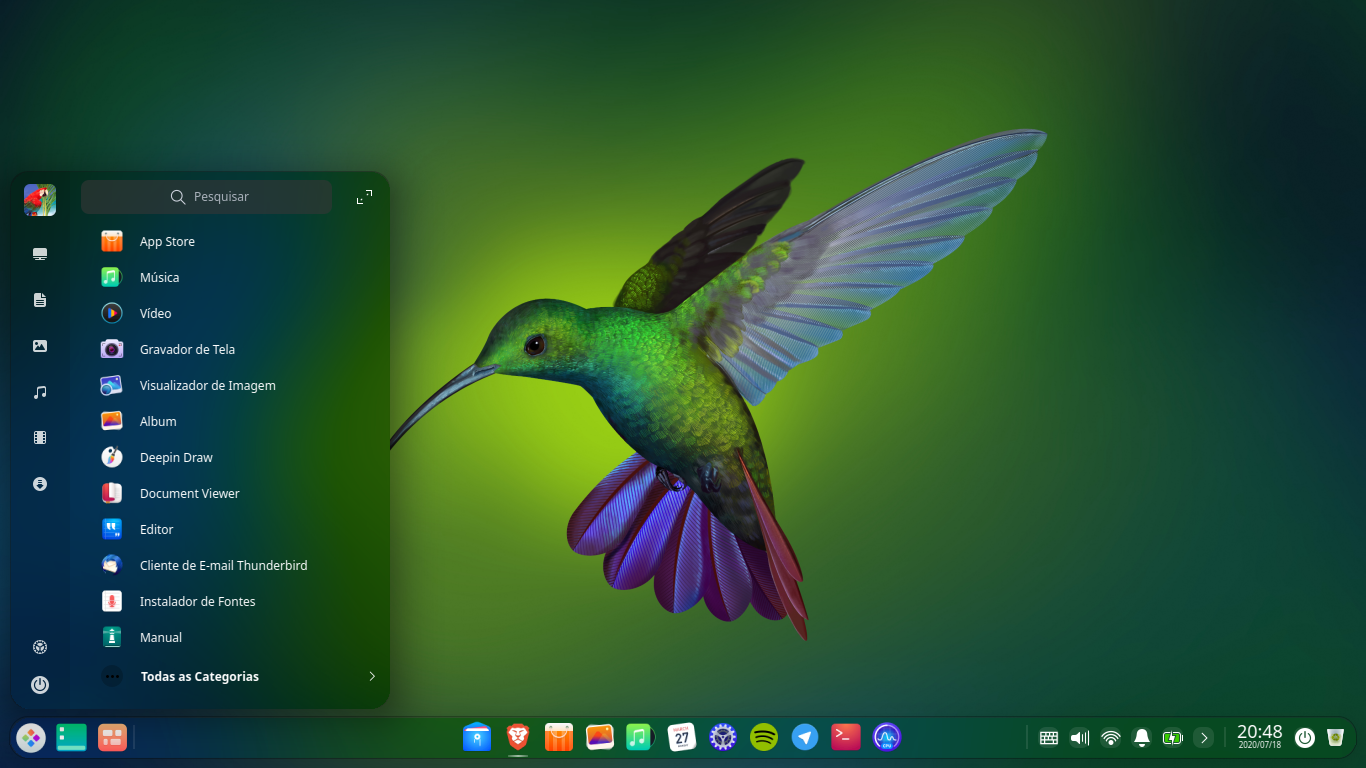 Pesquisar
App Store
Música
Vídeo
Gravador de Tela
Visualizador de Imagem
Album
Deepin Draw
Document Viewer
Editor
Cliente de E-mail Thunderbird
Instalador de Fontes
Manual
Todas as Categorias
27
CPU
20:48
2020/07/18